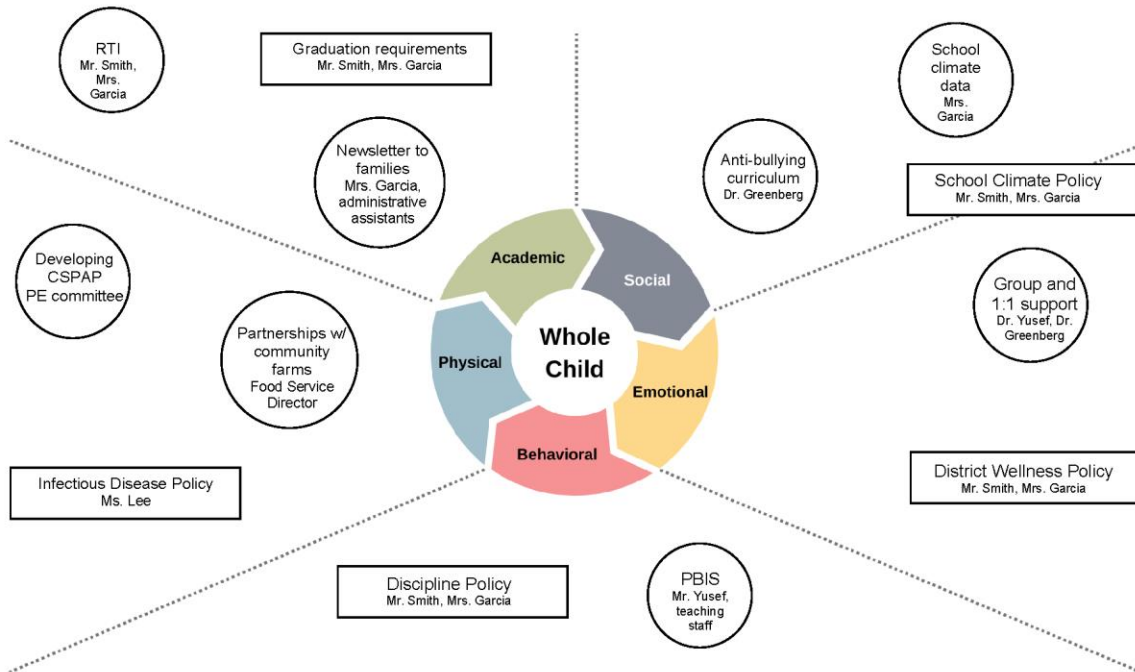 RTI
Mr. Smith,
Mrs.
Garcia
Graduation requirements
Mr. Smith, Mrs. Garcia
Newsletter to
families
Mrs. Garcia,
administrative
assistants
School
climate
data
Mrs.
Garcia
Anti-bullying
curriculum
Dr. Greenberg
School Climate Policy
Mr. Smith, Mrs. Garcia
Developing
CSPAP
PE committee
Partnerships w/
community
farms
Food Service
Director
Academic
Social
Whole
Child
Physical
Emotional
Behavioral
Group and
1:1 support
Dr. Yusef, Dr.
Greenberg
Infectious Disease Policy
Ms. Lee
District Wellness Policy
Mr. Smith, Mrs. Garcia
Discipline Policy
Mr. Smith, Mrs. Garcia
PBIS
Mr. Yusef,
teaching
staff